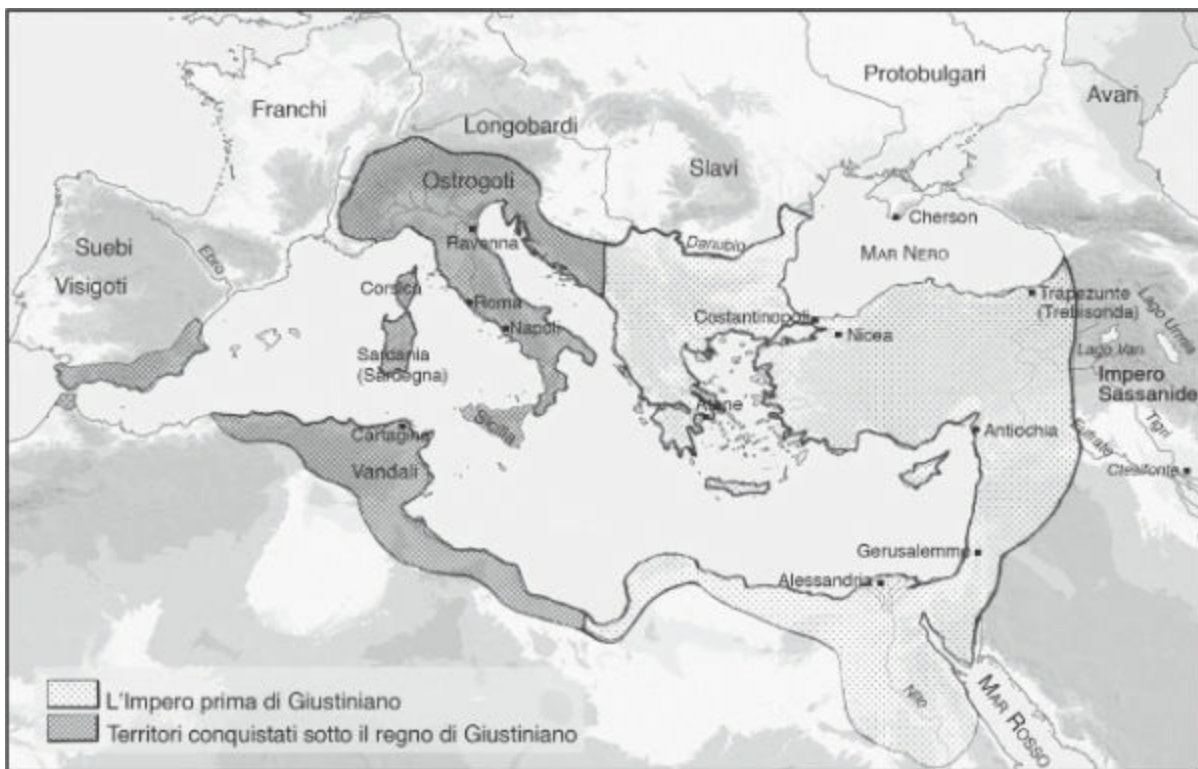 Protobulgari
Avari
Franchi
Longobardi
Slavi
Ostrogoti
Suebi
Visigoti
Ebro
Ravenna
Danubio
Cherson
MAR NERO
Corsica
Roma
Napoli
Costantinopoli
Nicea
Trapezunte
(Trebisonda)
Lago Urmia
Lago Van
Sardania
(Sardegna)
Impero
Sassanide
Sicilia
Atene
Cartagine
Vandali
Antiochia
Eufrate
Tigri
Ctesifonte
Gerusalemme
Alessandria
Nilo
MAR ROSSO
L'Impero prima di Giustiniano
Territori conquistati sotto il regno di Giustiniano